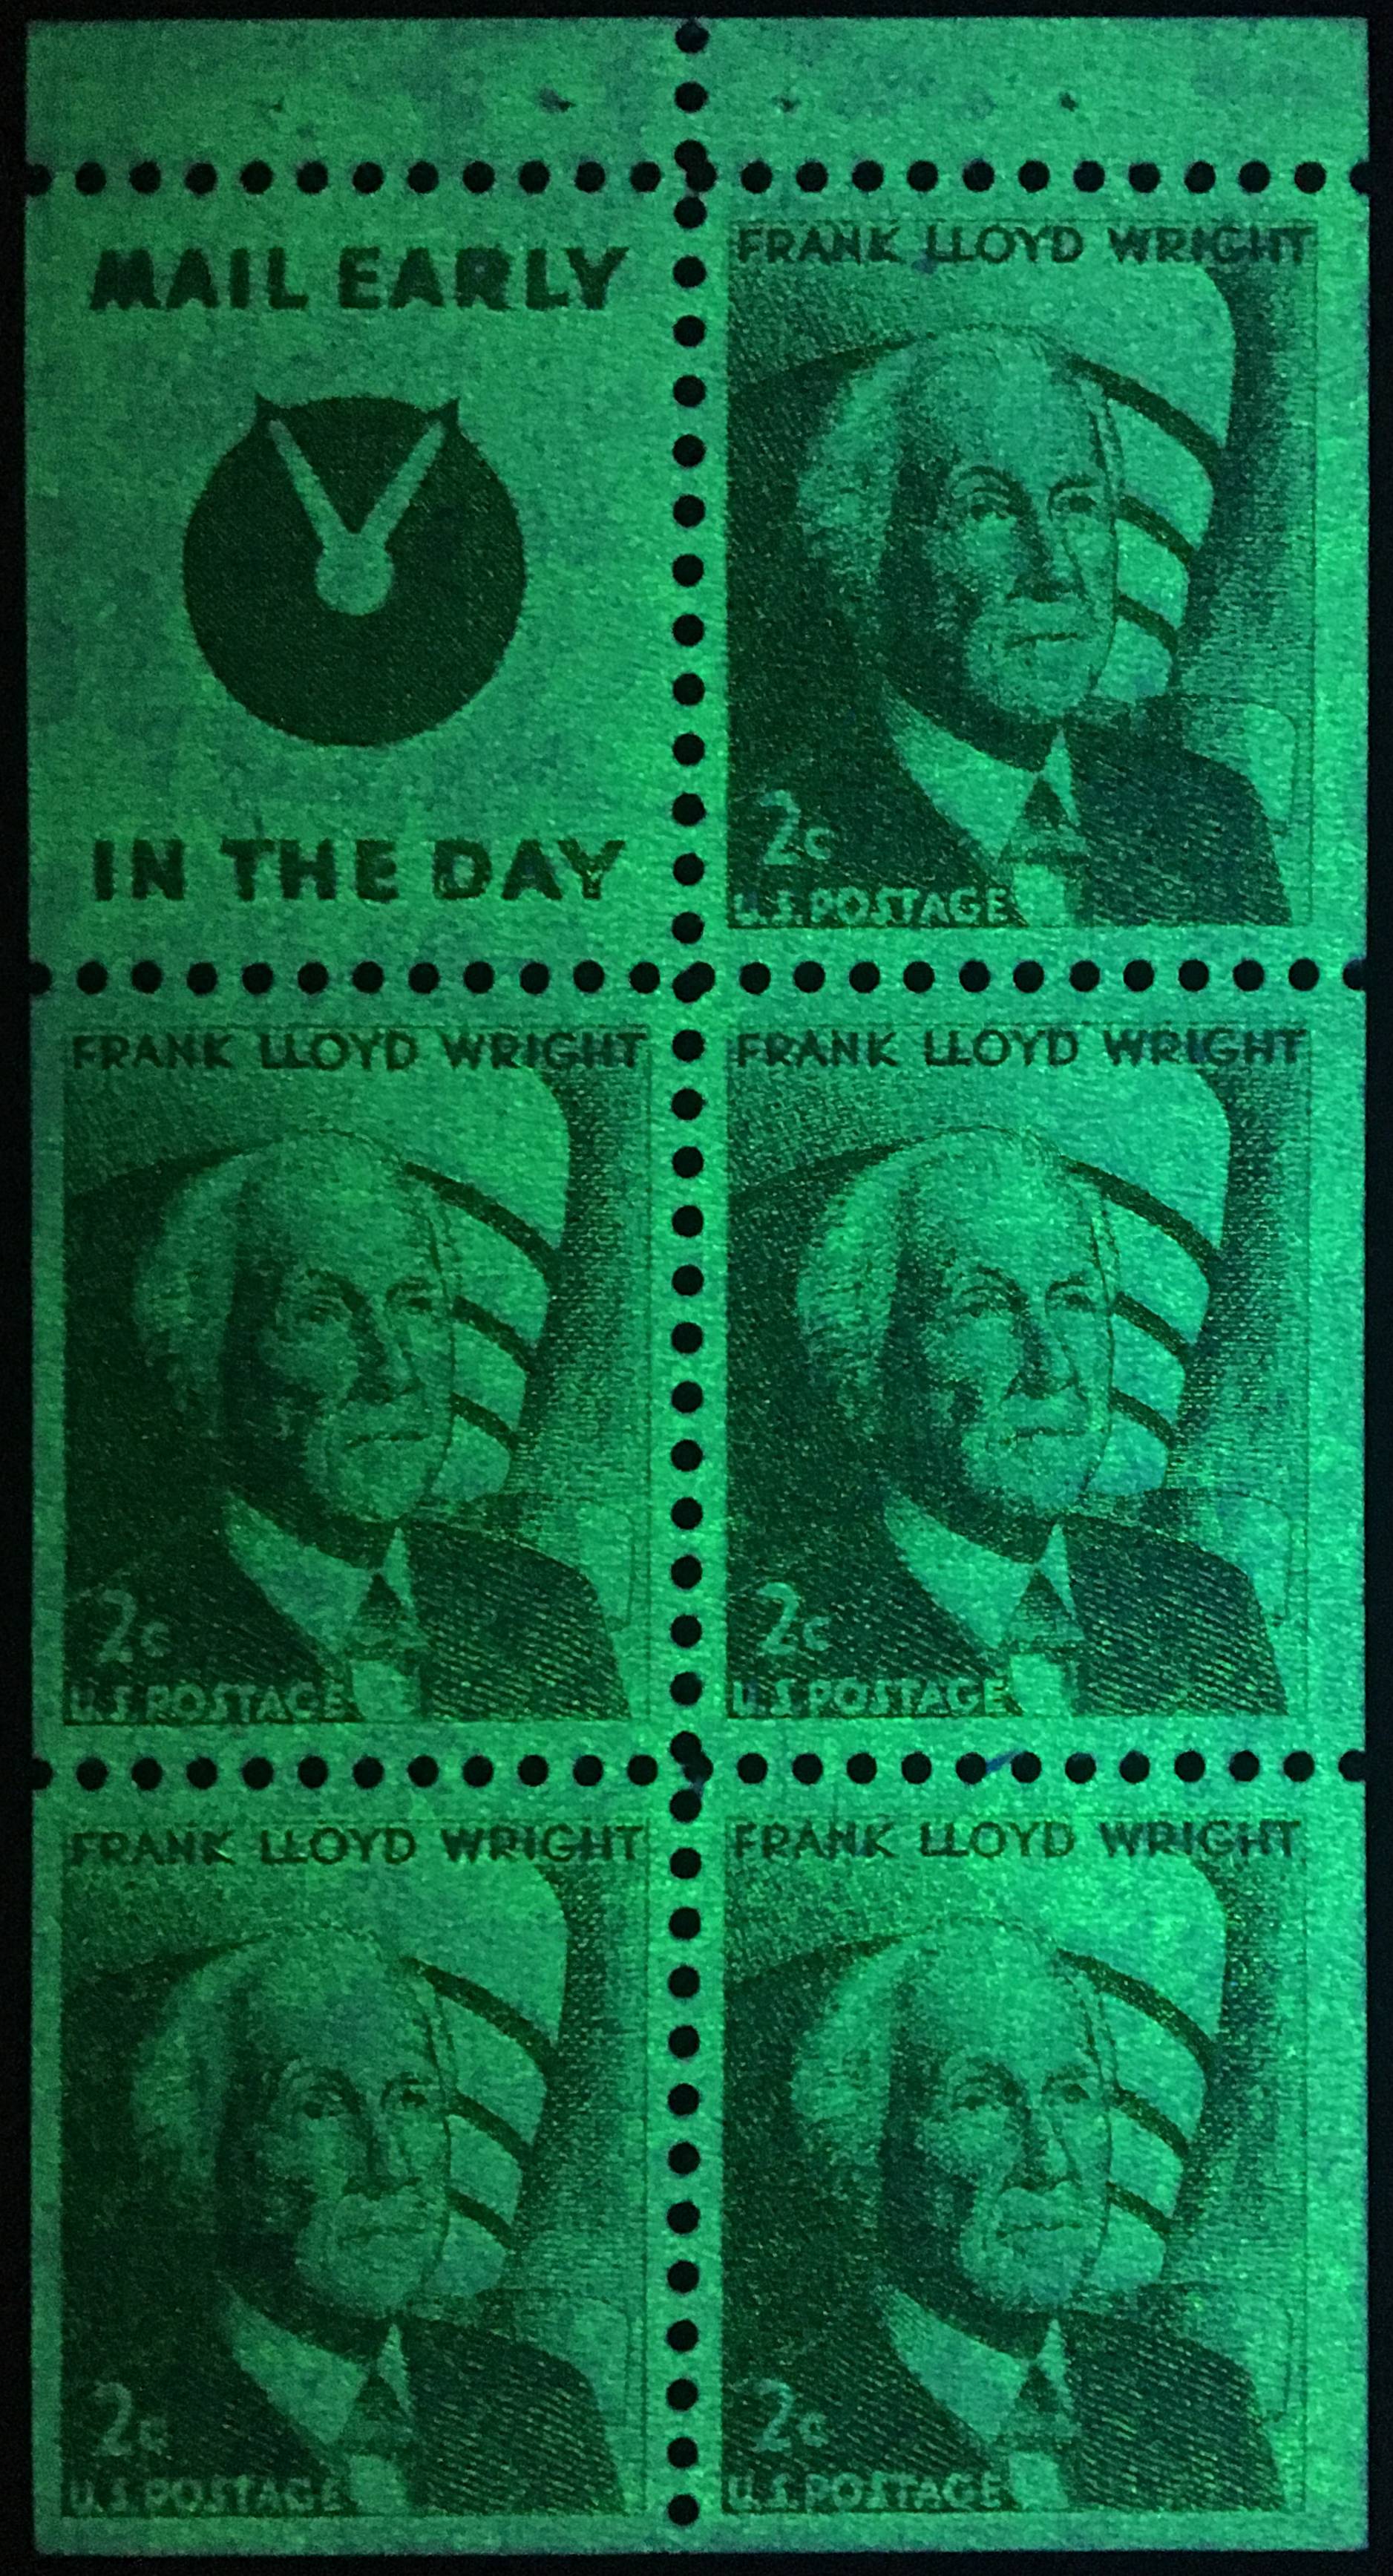 MAIL EARLY
IN THE DAY
FRANK LLOYD WRIGHT
2c
U.S. POSTAGE
FRANK LLOYD WRIGHT
2c
U.S. POSTAGE
FRANK LLOYD WRIGHT
2c
U.S. POSTAGE
FRANK LLOYD WRIGHT
2c
U.S. POSTAGE
FRANK LLOYD WRIGHT
2c
U.S. POSTAGE